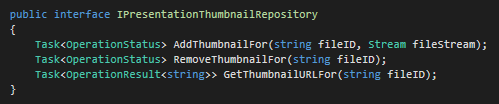 public interface IPresentationThumbnailRepository
{
    Task<OperationStatus> AddThumbnailFor(string fileID, Stream fileStream);
    Task<OperationStatus> RemoveThumbnailFor(string fileID);
    Task<OperationResult<string>> GetThumbnailURLFor(string fileID);
}